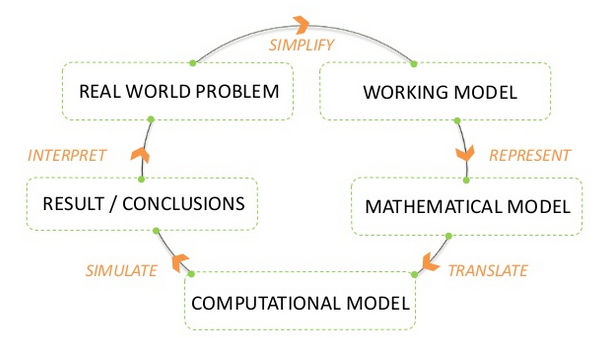 SIMPLIFY
REAL WORLD PROBLEM
WORKING MODEL
INTERPRET
REPRESENT
RESULT / CONCLUSIONS
MATHEMATICAL MODEL
SIMULATE
TRANSLATE
COMPUTATIONAL MODEL